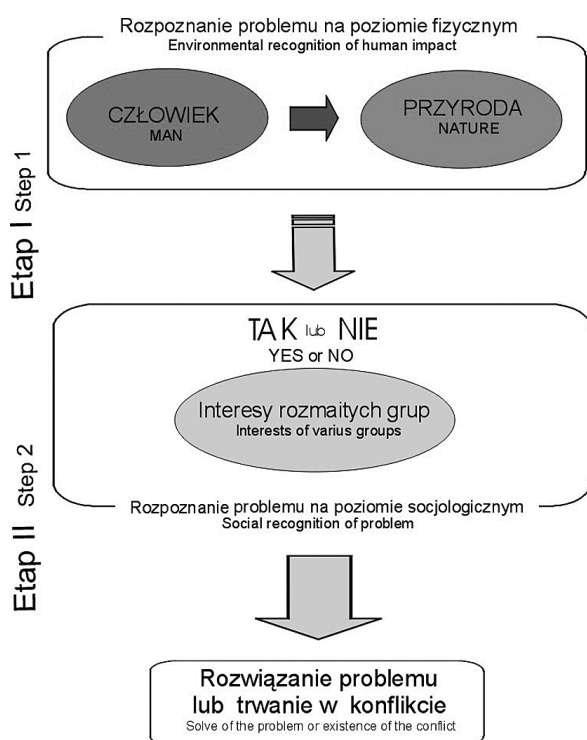 Rozpoznanie problemu na poziomie fizycznym
Environmental recognition of human impact
CZŁOWIEK
MAN
PRZYRODA
NATURE
Etap I Step 1
TAK lub NIE
YES or NO
Interesy rozmaitych grup
Interests of varius groups
Rozpoznanie problemu na poziomie socjologicznym
Social recognition of problem
Etap II Step 2
Rozwiązanie problemu
lub trwanie w konflikcie
Solve of the problem or existence of the conflict